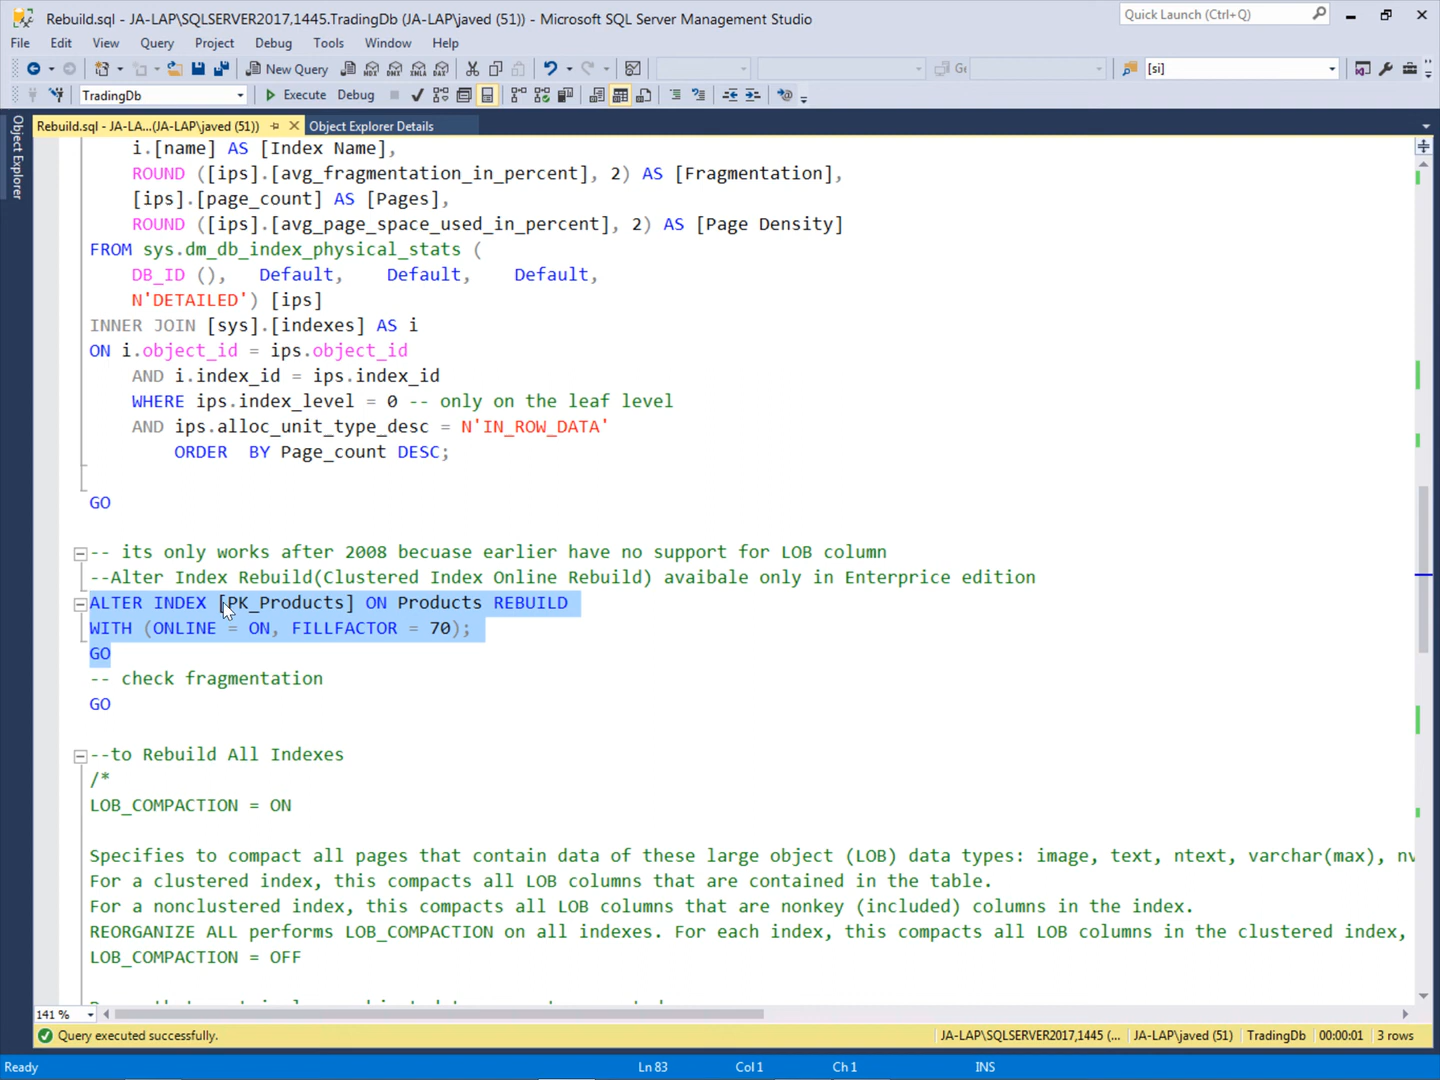 Rebuild.sql - JA-LAP\SQLSERVER2017,1445.TradingDb (JA-LAP\javed (51)) - Microsoft SQL Server Management Studio
Quick Launch (Ctrl+Q)
File Edit View Query Project Debug Tools Window Help
New Query
[si]
TradingDb
Execute Debug
Object Explorer
Rebuild.sql - JA-LA...(JA-LAP\javed (51))
Object Explorer Details
i.[name] AS [Index Name],
ROUND ([ips].[avg_fragmentation_in_percent], 2) AS [Fragmentation],
[ips].[page_count] AS [Pages],
ROUND ([ips].[avg_page_space_used_in_percent], 2) AS [Page Density]
FROM sys.dm_db_index_physical_stats (
DB_ID (), Default, Default, Default,
N'DETAILED') [ips]
INNER JOIN [sys].[indexes] AS i
ON i.object_id = ips.object_id
AND i.index_id = ips.index_id
WHERE ips.index_level = 0 -- only on the leaf level
AND ips.alloc_unit_type_desc = N'IN_ROW_DATA'
ORDER BY Page_count DESC;
GO
-- its only works after 2008 becuase earlier have no support for LOB column
--Alter Index Rebuild(Clustered Index Online Rebuild) avaibale only in Enterprice edition
ALTER INDEX [PK_Products] ON Products REBUILD
WITH (ONLINE = ON, FILLFACTOR = 70);
GO
-- check fragmentation
GO
--to Rebuild All Indexes
/*
LOB_COMPACTION = ON
Specifies to compact all pages that contain data of these large object (LOB) data types: image, text, ntext, varchar(max), nv
For a clustered index, this compacts all LOB columns that are contained in the table.
For a nonclustered index, this compacts all LOB columns that are nonkey (included) columns in the index.
REORGANIZE ALL performs LOB_COMPACTION on all indexes. For each index, this compacts all LOB columns in the clustered index,
LOB_COMPACTION = OFF
141 %
Query executed successfully.
JA-LAP\SQLSERVER2017,1445 (... JA-LAP\javed (51) TradingDb 00:00:01 3 rows
Ready Ln 83 Col 1 Ch 1 INS